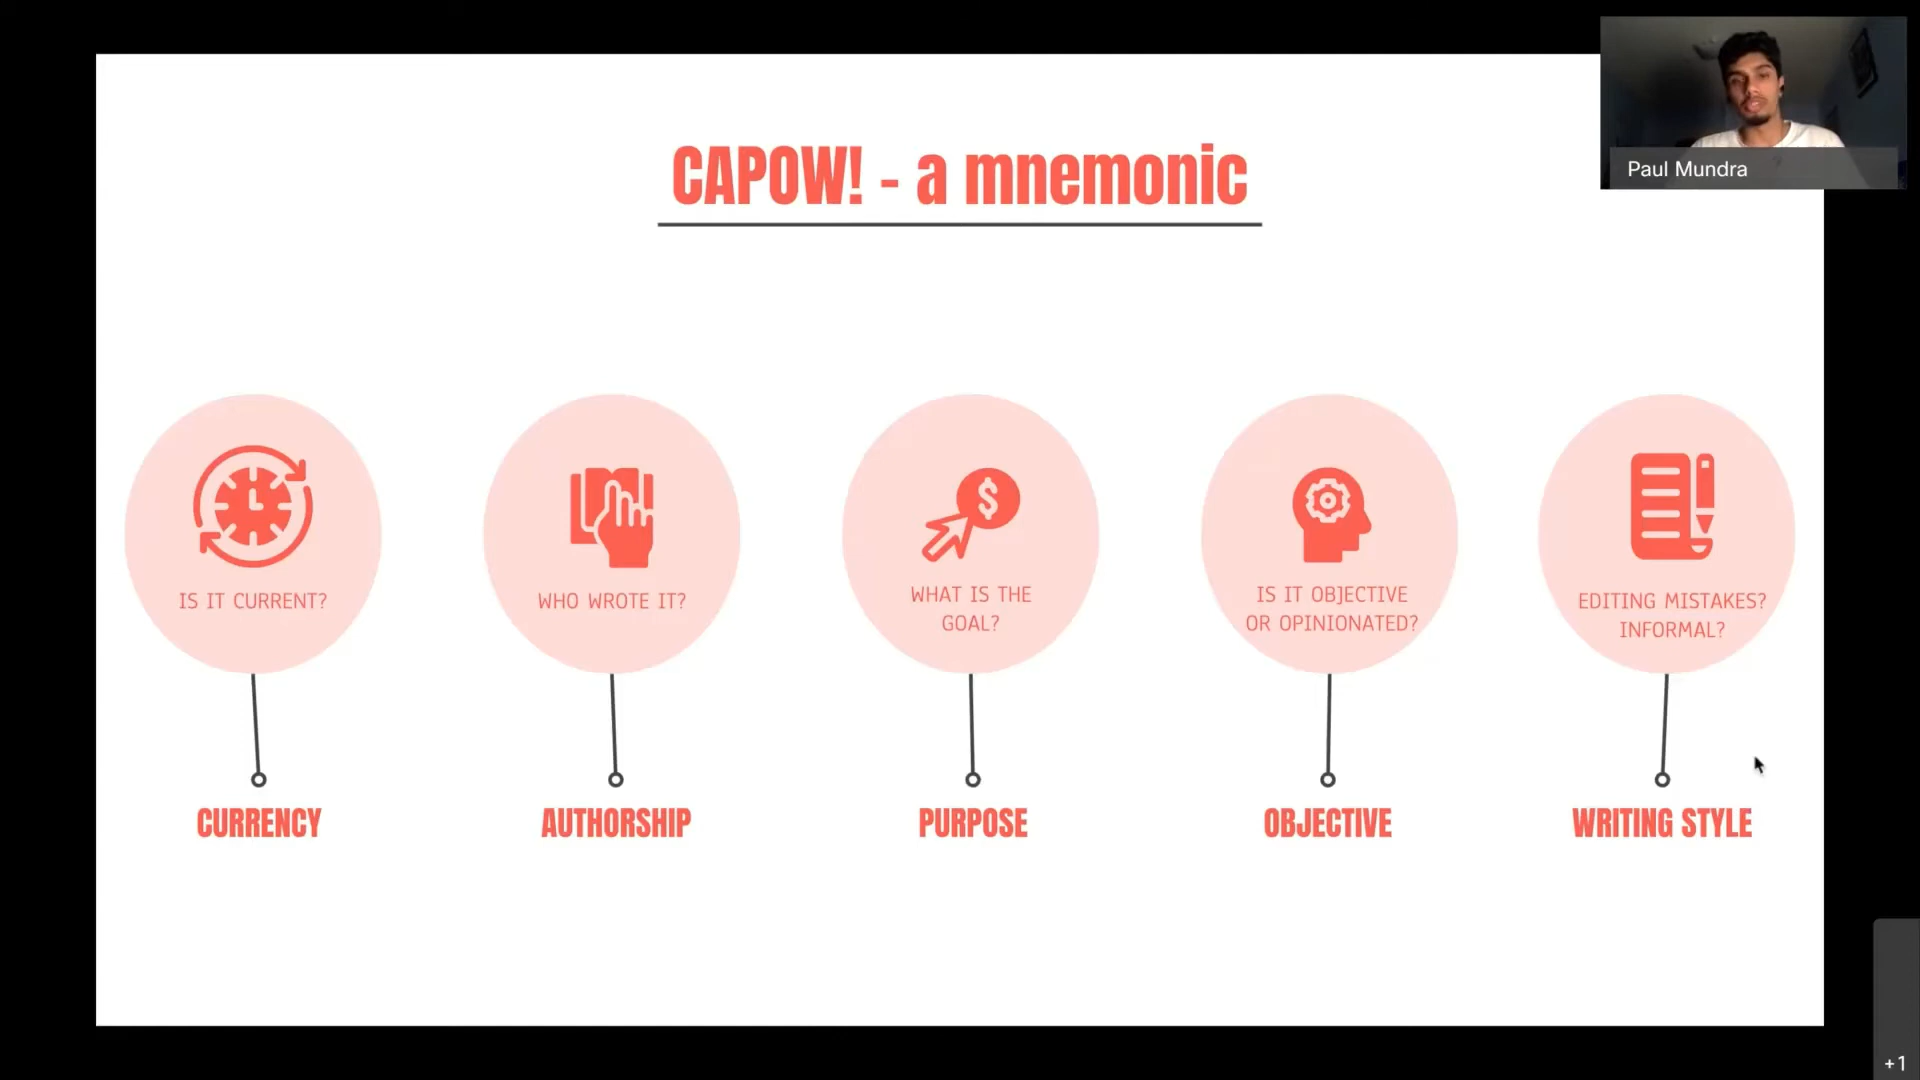 CAPOW! - a mnemonic
Paul Mundra
IS IT CURRENT?
WHO WROTE IT?
WHAT IS THE
GOAL?
IS IT OBJECTIVE
OR OPINIONATED?
EDITING MISTAKES?
INFORMAL?
CURRENCY
AUTHORSHIP
PURPOSE
OBJECTIVE
WRITING STYLE
+1